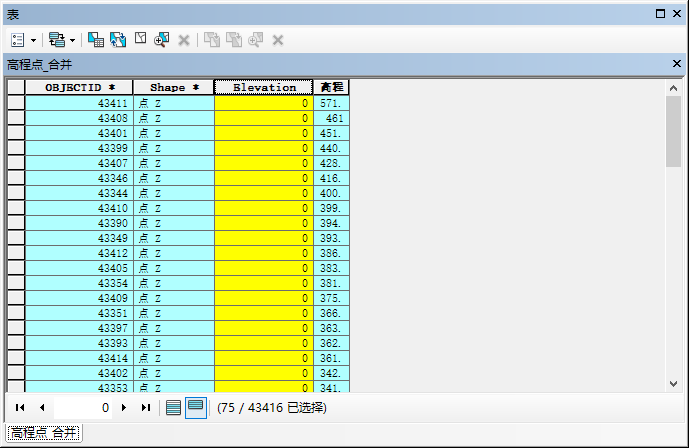 表
高程点_合并
OBJECTID * Shape * Elevation 高程
43411 点 Z 0 571.
43408 点 Z 0 461
43401 点 Z 0 451.
43399 点 Z 0 440.
43407 点 Z 0 428.
43346 点 Z 0 416.
43344 点 Z 0 400.
43410 点 Z 0 399.
43390 点 Z 0 394.
43349 点 Z 0 393.
43412 点 Z 0 386.
43405 点 Z 0 383.
43354 点 Z 0 381.
43409 点 Z 0 375.
43351 点 Z 0 366.
43397 点 Z 0 363.
43393 点 Z 0 362.
43414 点 Z 0 361.
43402 点 Z 0 342.
43353 点 Z 0 341.
0 (75 / 43416 已选择)
高程点_合并